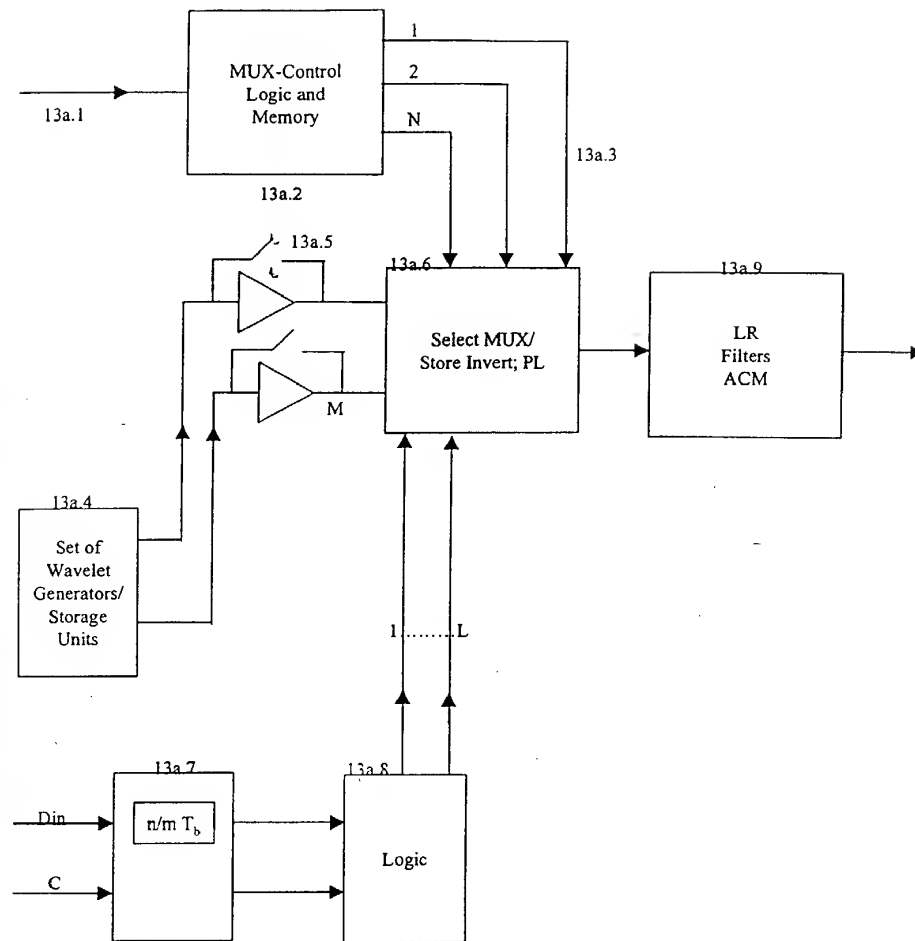 1
MUX-Control
Logic and
Memory
2
N
13a.1
13a.3
13a.2
13a.5
13a.6
13a.9
Select MUX/
Store Invert; PL
LR
Filters
ACM
M
13a.4
Set of
Wavelet
Generators/
Storage
Units
1 ........ L
13a.7
13a.8
Din
n/m T_b
Logic
C